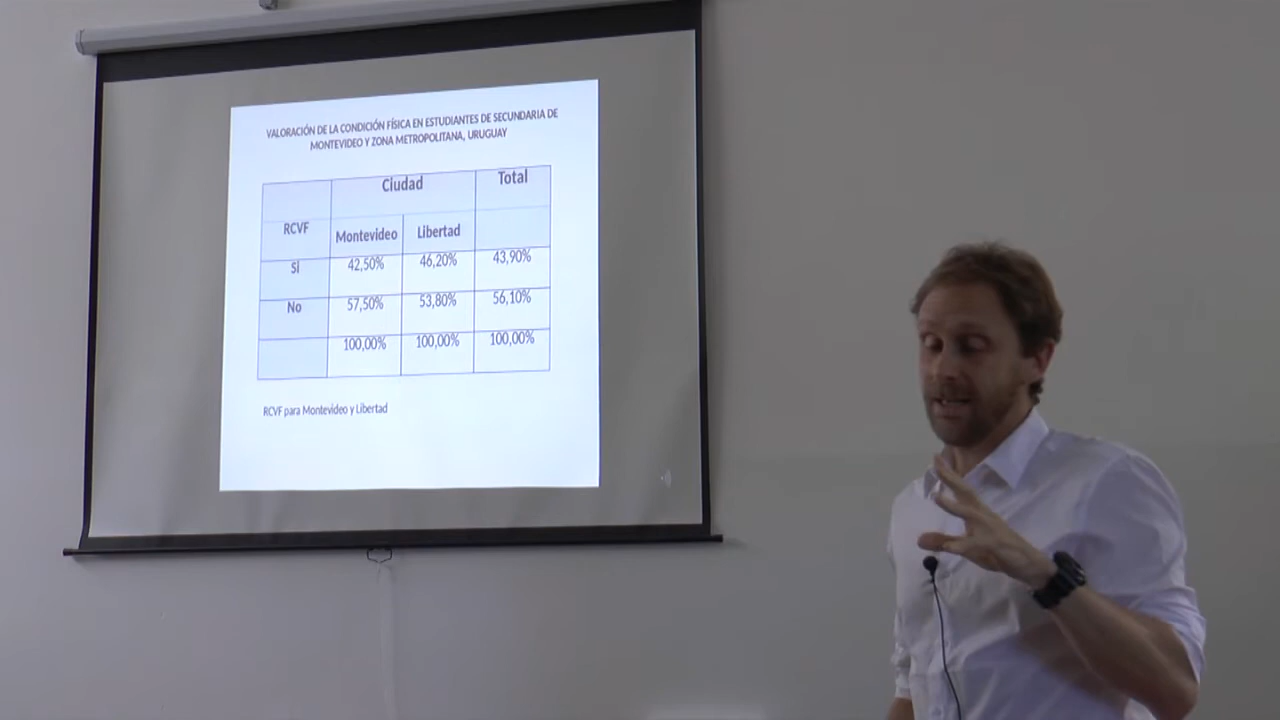 VALORACIÓN DE LA CONDICIÓN FÍSICA EN ESTUDIANTES DE SECUNDARIA DE
MONTEVIDEO Y ZONA METROPOLITANA, URUGUAY
Ciudad Total
RCVF Montevideo Libertad
Si 42,50% 46,20% 43,90%
No 57,50% 53,80% 56,10%
100,00% 100,00% 100,00%
RCVF para Montevideo y Libertad